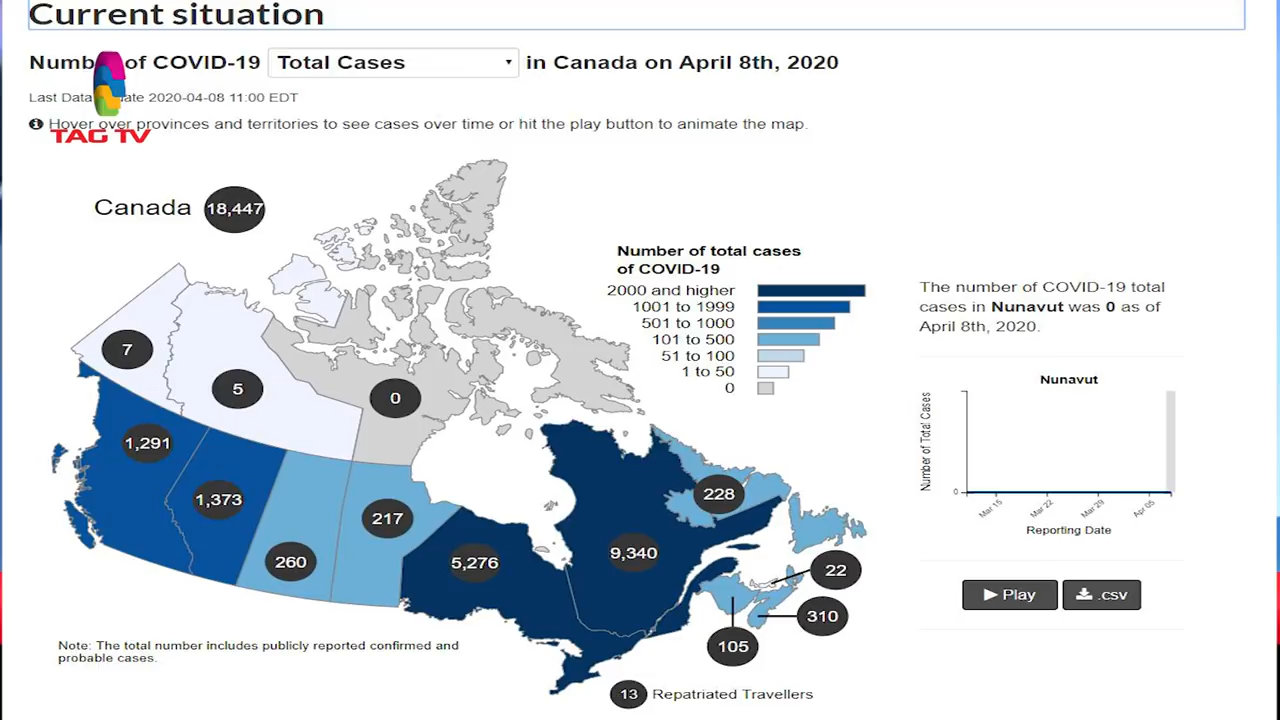 Current situation
Number of COVID-19 Total Cases in Canada on April 8th, 2020
Last Data ate 2020-04-08 11:00 EDT
Hover over provinces and territories to see cases over time or hit the play button to animate the map.
TAG TV
Canada 18,447
Number of total cases
of COVID-19
2000 and higher
1001 to 1999
501 to 1000
101 to 500
51 to 100
1 to 50
0
The number of COVID-19 total
cases in Nunavut was 0 as of
April 8th, 2020.
Nunavut
Number of Total Cases
0
Mar 15 Mar 22 Mar 29 Apr 05
Reporting Date
Play .csv
7
5
0
1,291
1,373
260
217
5,276
9,340
228
22
310
105
Note: The total number includes publicly reported confirmed and
probable cases.
13 Repatriated Travellers